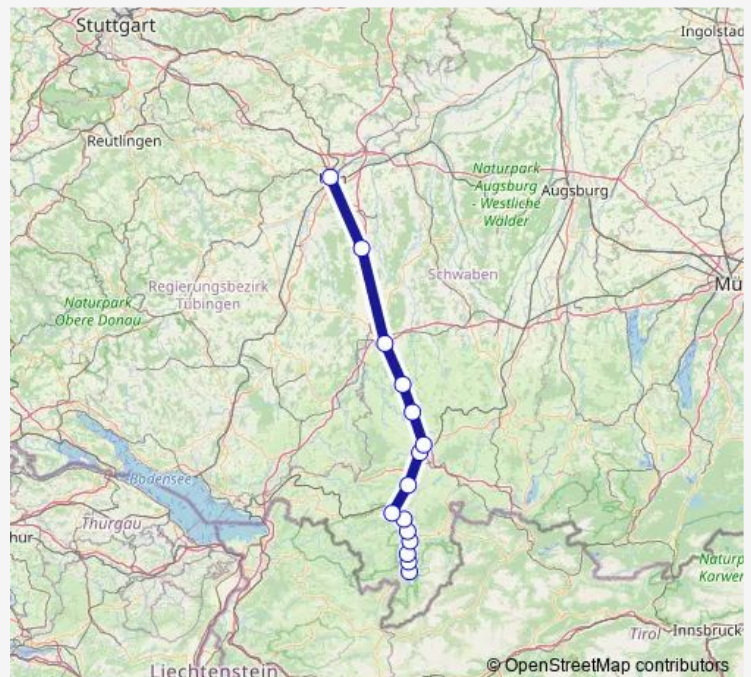 Stuttgart
Ingolstad
Reutlingen
Naturpark
-Augsburg
- Westliche
Wälder
Augsburg
Schwaben
Regierungsbezirk
Tübingen
Mü
Naturpark
Obere Donau
Bodensee
Thurgau
hur
Naturp
Karwer
Tirol
Innsbruck
Liechtenstein
© OpenStreetMap contributors